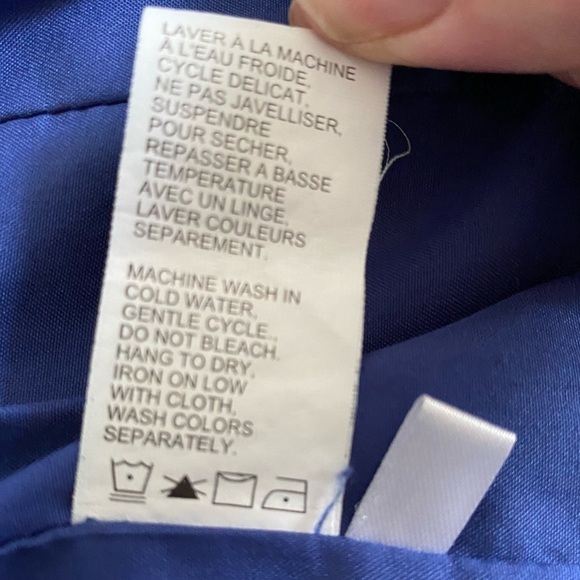 LAVER À LA MACHINE
À L'EAU FROIDE,
CYCLE DELICAT.
NE PAS JAVELLISER,
SUSPENDRE
POUR SECHER,
REPASSER A BASSE
TEMPERATURE
AVEC UN LINGE,
LAVER COULEURS
SEPAREMENT.
MACHINE WASH IN
COLD WATER,
GENTLE CYCLE.,
DO NOT BLEACH.
HANG TO DRY,
IRON ON LOW
WITH CLOTH,
WASH COLORS
SEPARATELY.